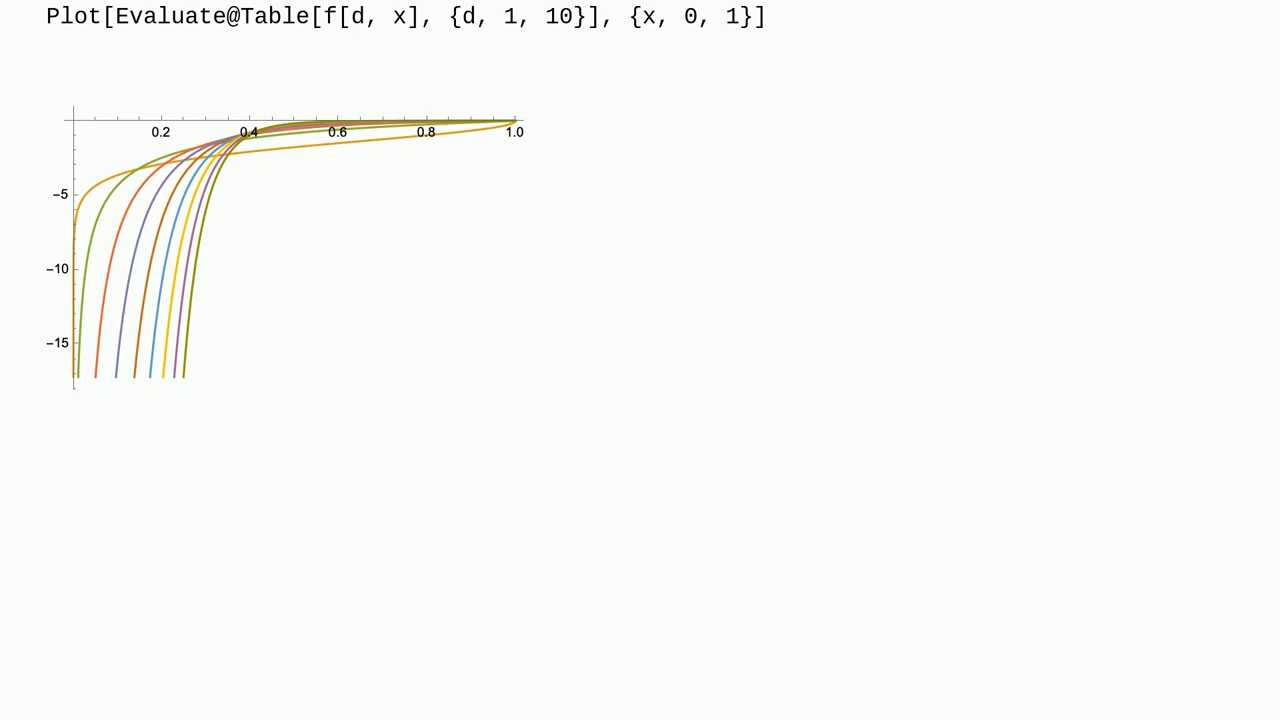 Plot[Evaluate@Table[f[d, x], {d, 1, 10}], {x, 0, 1}]
0.2 0.4 0.6 0.8 1.0
−5
−10
−15